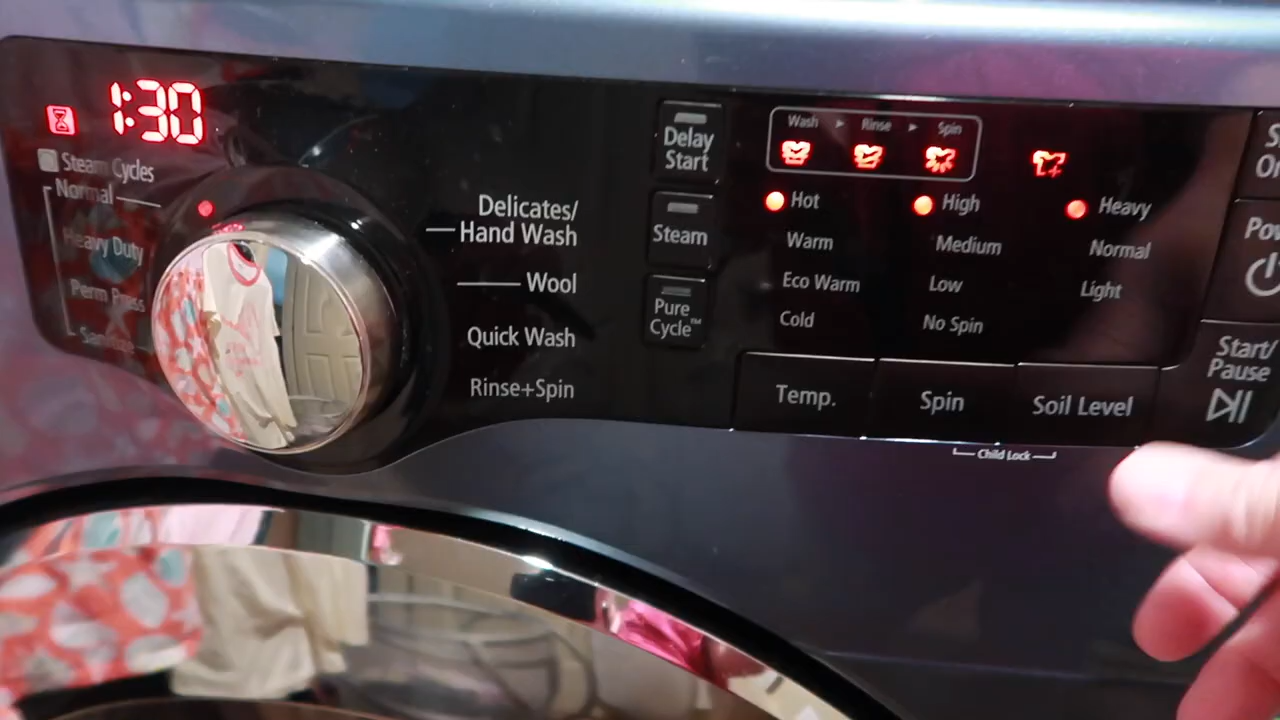 1:30
Steam Cycles
Normal
Heavy Duty
Perm Press
Sanitize
Delicates/
Hand Wash
Wool
Quick Wash
Rinse+Spin
Delay
Start
Steam
Pure
Cycle™
Wash ▸ Rinse ▸ Spin
Hot High Heavy
Warm Medium Normal
Eco Warm Low Light
Cold No Spin
Temp. Spin Soil Level
Child Lock
Start/
Pause